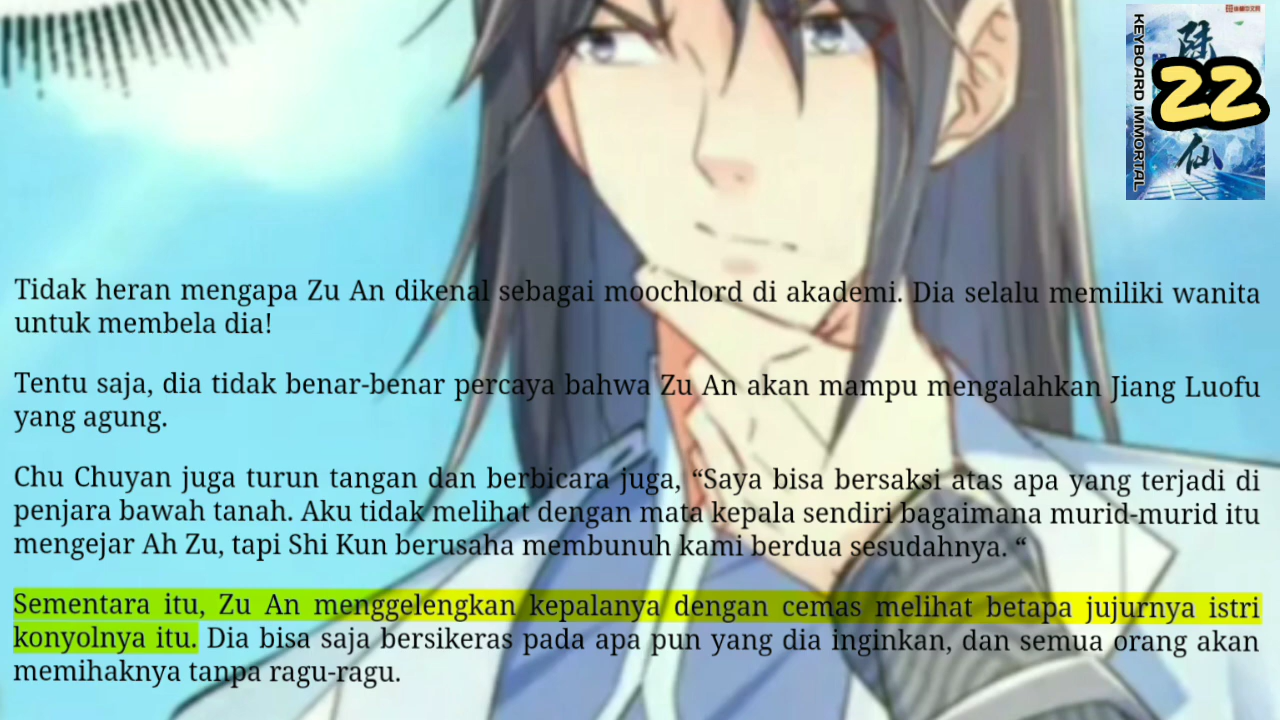 KEYBOARD IMMORTAL
陆
22
仙
Tidak heran mengapa Zu An dikenal sebagai moochlord di akademi. Dia selalu memiliki wanita
untuk membela dia!
Tentu saja, dia tidak benar-benar percaya bahwa Zu An akan mampu mengalahkan Jiang Luofu
yang agung.
Chu Chuyan juga turun tangan dan berbicara juga, “Saya bisa bersaksi atas apa yang terjadi di
penjara bawah tanah. Aku tidak melihat dengan mata kepala sendiri bagaimana murid-murid itu
mengejar Ah Zu, tapi Shi Kun berusaha membunuh kami berdua sesudahnya. “
Sementara itu, Zu An menggelengkan kepalanya dengan cemas melihat betapa jujurnya istri
konyolnya itu. Dia bisa saja bersikeras pada apa pun yang dia inginkan, dan semua orang akan
memihaknya tanpa ragu-ragu.